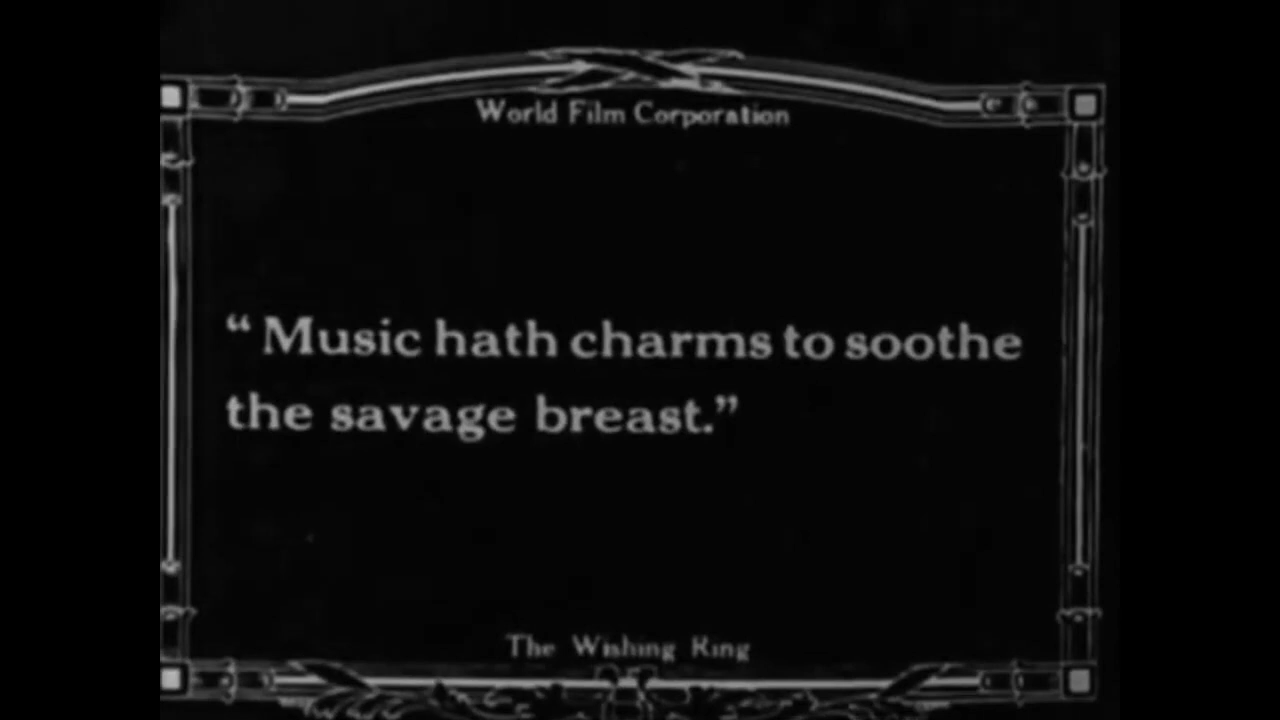 World Film Corporation
“Music hath charms to soothe
the savage breast.”
The Wishing Ring